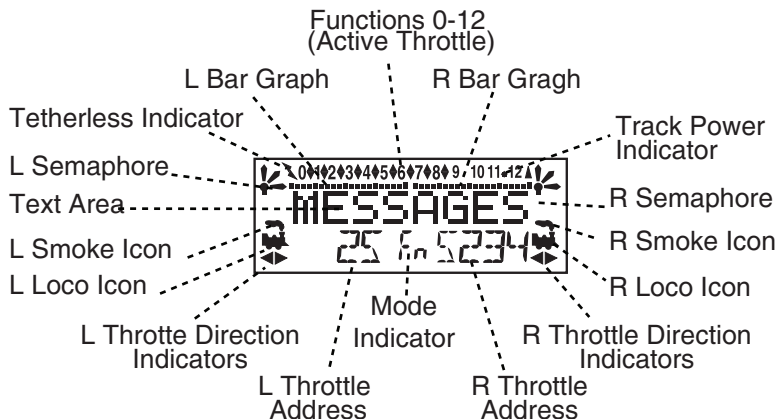 Functions 0-12
(Active Throttle)
L Bar Graph
R Bar Gragh
Tetherless Indicator
Track Power
Indicator
0 1 2 3 4 5 6 7 8 9 10 11 12
L Semaphore
R Semaphore
Text Area
MESSAGES
L Smoke Icon
R Smoke Icon
25 Fn 5234
L Loco Icon
R Loco Icon
Mode
Indicator
L Throtte Direction
Indicators
R Throttle Direction
Indicators
L Throttle
Address
R Throttle
Address